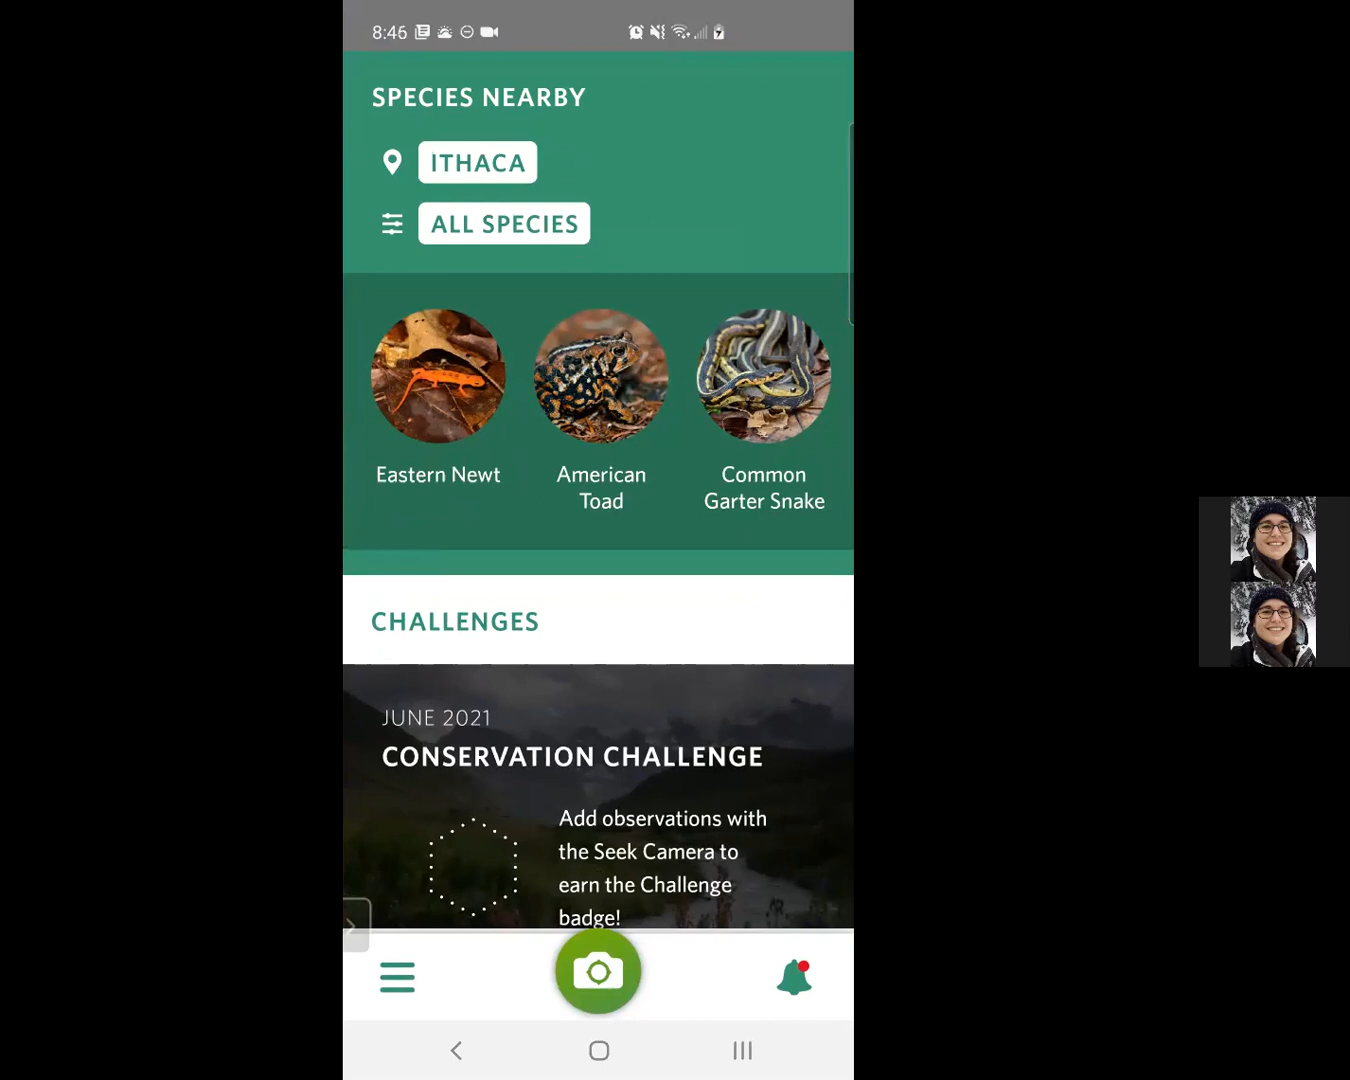 8:46
SPECIES NEARBY
ITHACA
ALL SPECIES
Eastern Newt
American
Toad
Common
Garter Snake
CHALLENGES
JUNE 2021
CONSERVATION CHALLENGE
Add observations with
the Seek Camera to
earn the Challenge
badge!